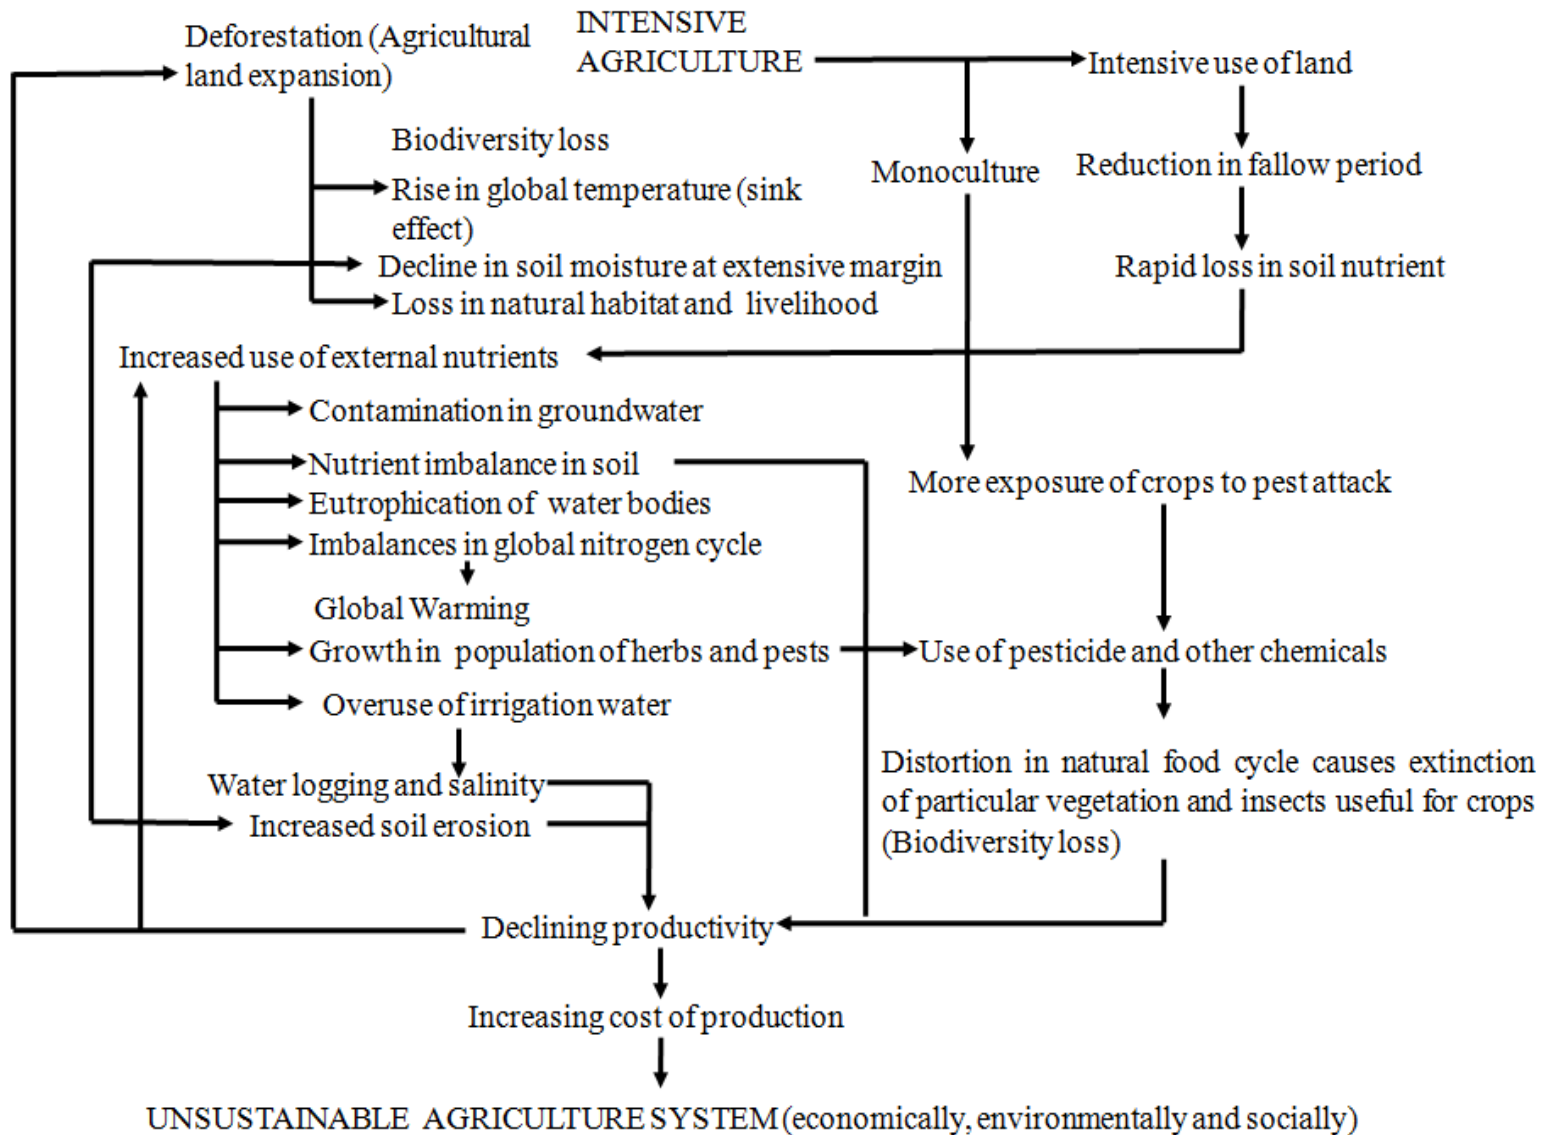 INTENSIVE
AGRICULTURE
Deforestation (Agricultural
land expansion)
Intensive use of land
Biodiversity loss
Monoculture
Reduction in fallow period
Rise in global temperature (sink
effect)
Decline in soil moisture at extensive margin
Rapid loss in soil nutrient
Loss in natural habitat and livelihood
Increased use of external nutrients
Contamination in groundwater
Nutrient imbalance in soil
More exposure of crops to pest attack
Eutrophication of water bodies
Imbalances in global nitrogen cycle
Global Warming
Growth in population of herbs and pests
Use of pesticide and other chemicals
Overuse of irrigation water
Water logging and salinity
Increased soil erosion
Distortion in natural food cycle causes extinction
of particular vegetation and insects useful for crops
(Biodiversity loss)
Declining productivity
Increasing cost of production
UNSUSTAINABLE AGRICULTURE SYSTEM (economically, environmentally and socially)